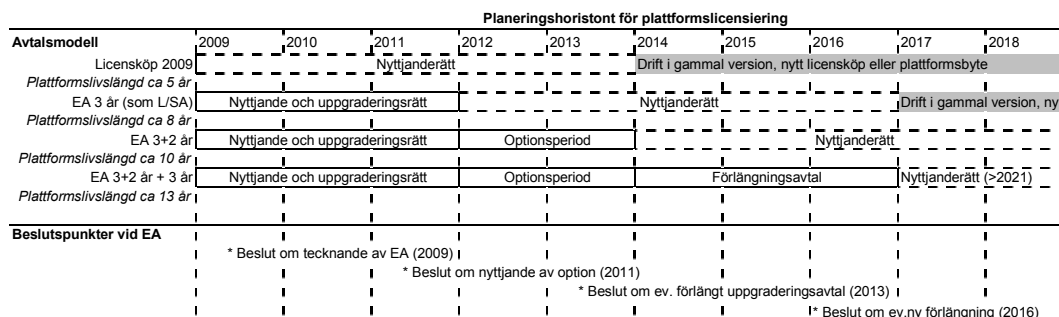 Planeringshoristont för plattformslicensiering
Avtalsmodell 2009 2010 2011 2012 2013 2014 2015 2016 2017 2018
Licensköp 2009 Nyttjanderätt Drift i gammal version, nytt licensköp eller plattformsbyte
Plattformslivslängd ca 5 år
EA 3 år (som L/SA) Nyttjande och uppgraderingsrätt Nyttjanderätt Drift i gammal version, ny
Plattformslivslängd ca 8 år
EA 3+2 år Nyttjande och uppgraderingsrätt Optionsperiod Nyttjanderätt
Plattformslivslängd ca 10 år
EA 3+2 år + 3 år Nyttjande och uppgraderingsrätt Optionsperiod Förlängningsavtal Nyttjanderätt (>2021)
Plattformslivslängd ca 13 år
Beslutspunkter vid EA
* Beslut om tecknande av EA (2009)
* Beslut om nyttjande av option (2011)
* Beslut om ev. förlängt uppgraderingsavtal (2013)
* Beslut om ev.ny förlängning (2016)